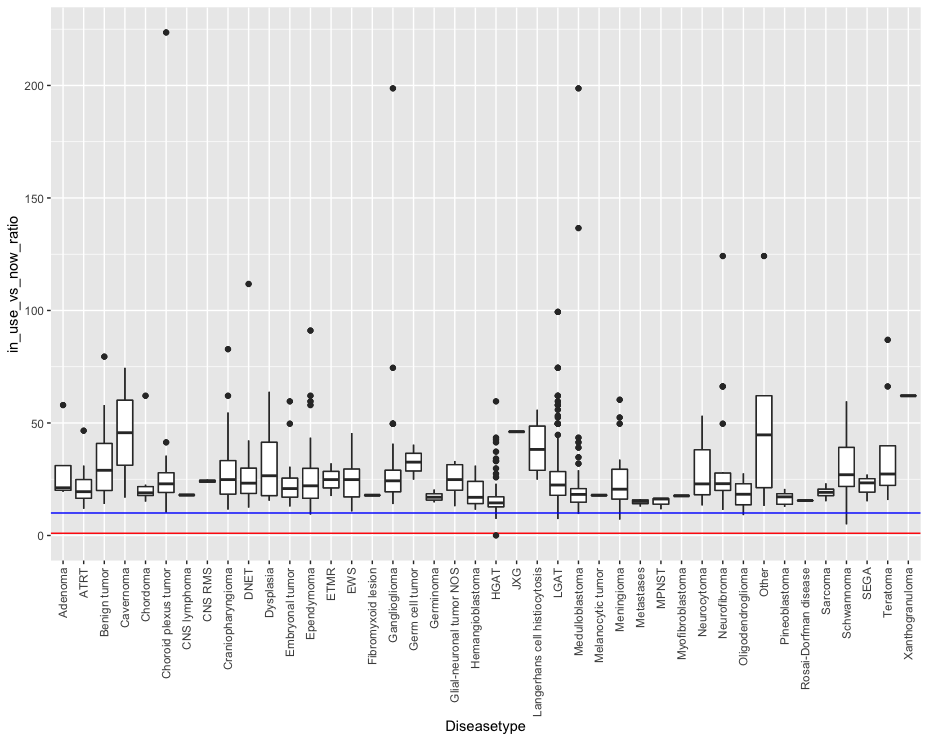 in_use_vs_now_ratio
200
150
100
50
0
Adenoma
ATRT
Benign tumor
Cavernoma
Chordoma
Choroid plexus tumor
CNS lymphoma
CNS RMS
Craniopharyngioma
DNET
Dysplasia
Embryonal tumor
Ependymoma
ETMR
EWS
Fibromyxoid lesion
Ganglioglioma
Germ cell tumor
Germinoma
Glial-neuronal tumor NOS
Hemangioblastoma
HGAT
JXG
Langerhans cell histiocytosis
LGAT
Medulloblastoma
Melanocytic tumor
Meningioma
Metastases
MPNST
Myofibroblastoma
Neurocytoma
Neurofibroma
Oligodendroglioma
Other
Pineoblastoma
Rosai-Dorfman disease
Sarcoma
Schwannoma
SEGA
Teratoma
Xanthogranuloma
Diseasetype